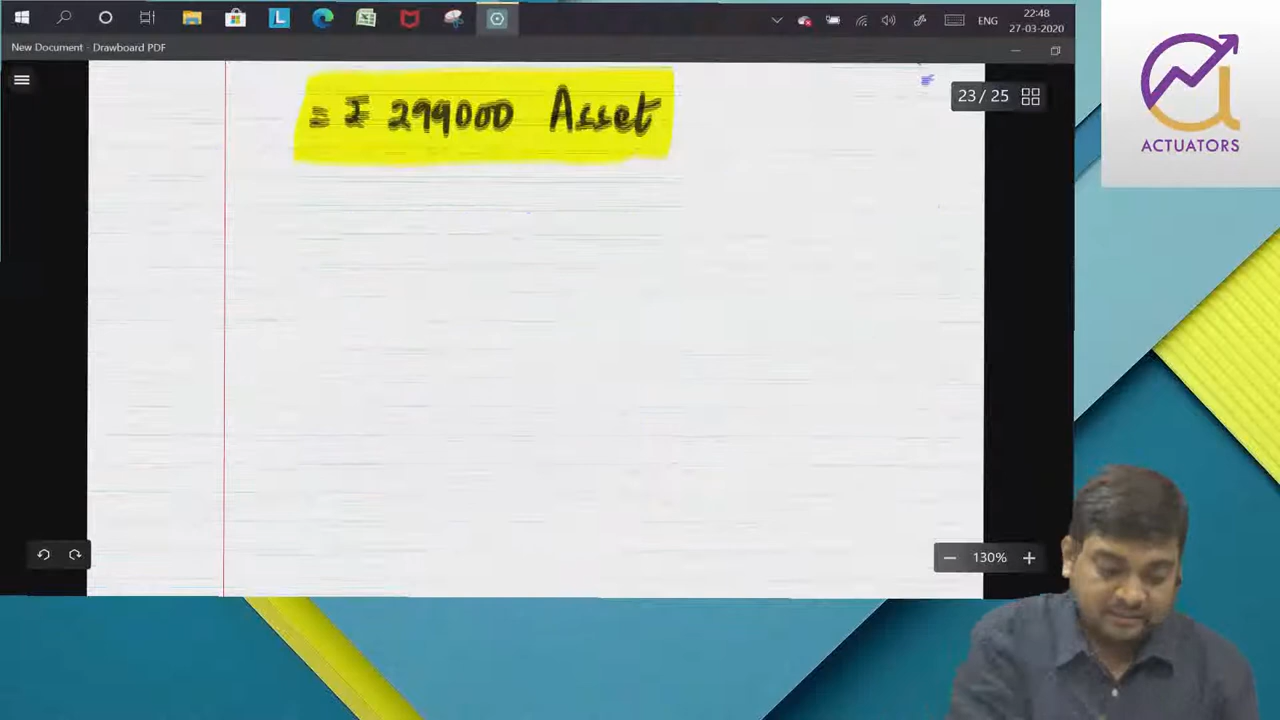 22:48
ENG
27-03-2020
New Document - Drawboard PDF
23 / 25
= ₹ 299000 Asset
ACTUATORS
130%